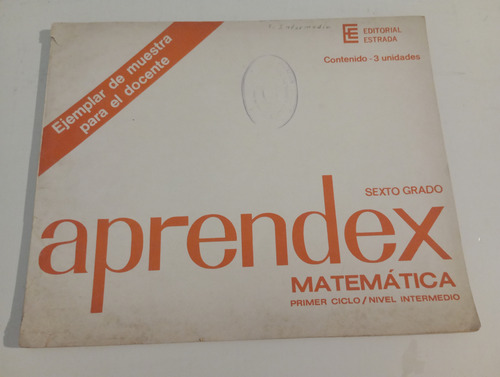 EDITORIAL
ESTRADA
Contenido - 3 unidades
Ejemplar de muestra
para el docente
SEXTO GRADO
aprendex
MATEMÁTICA
PRIMER CICLO / NIVEL INTERMEDIO